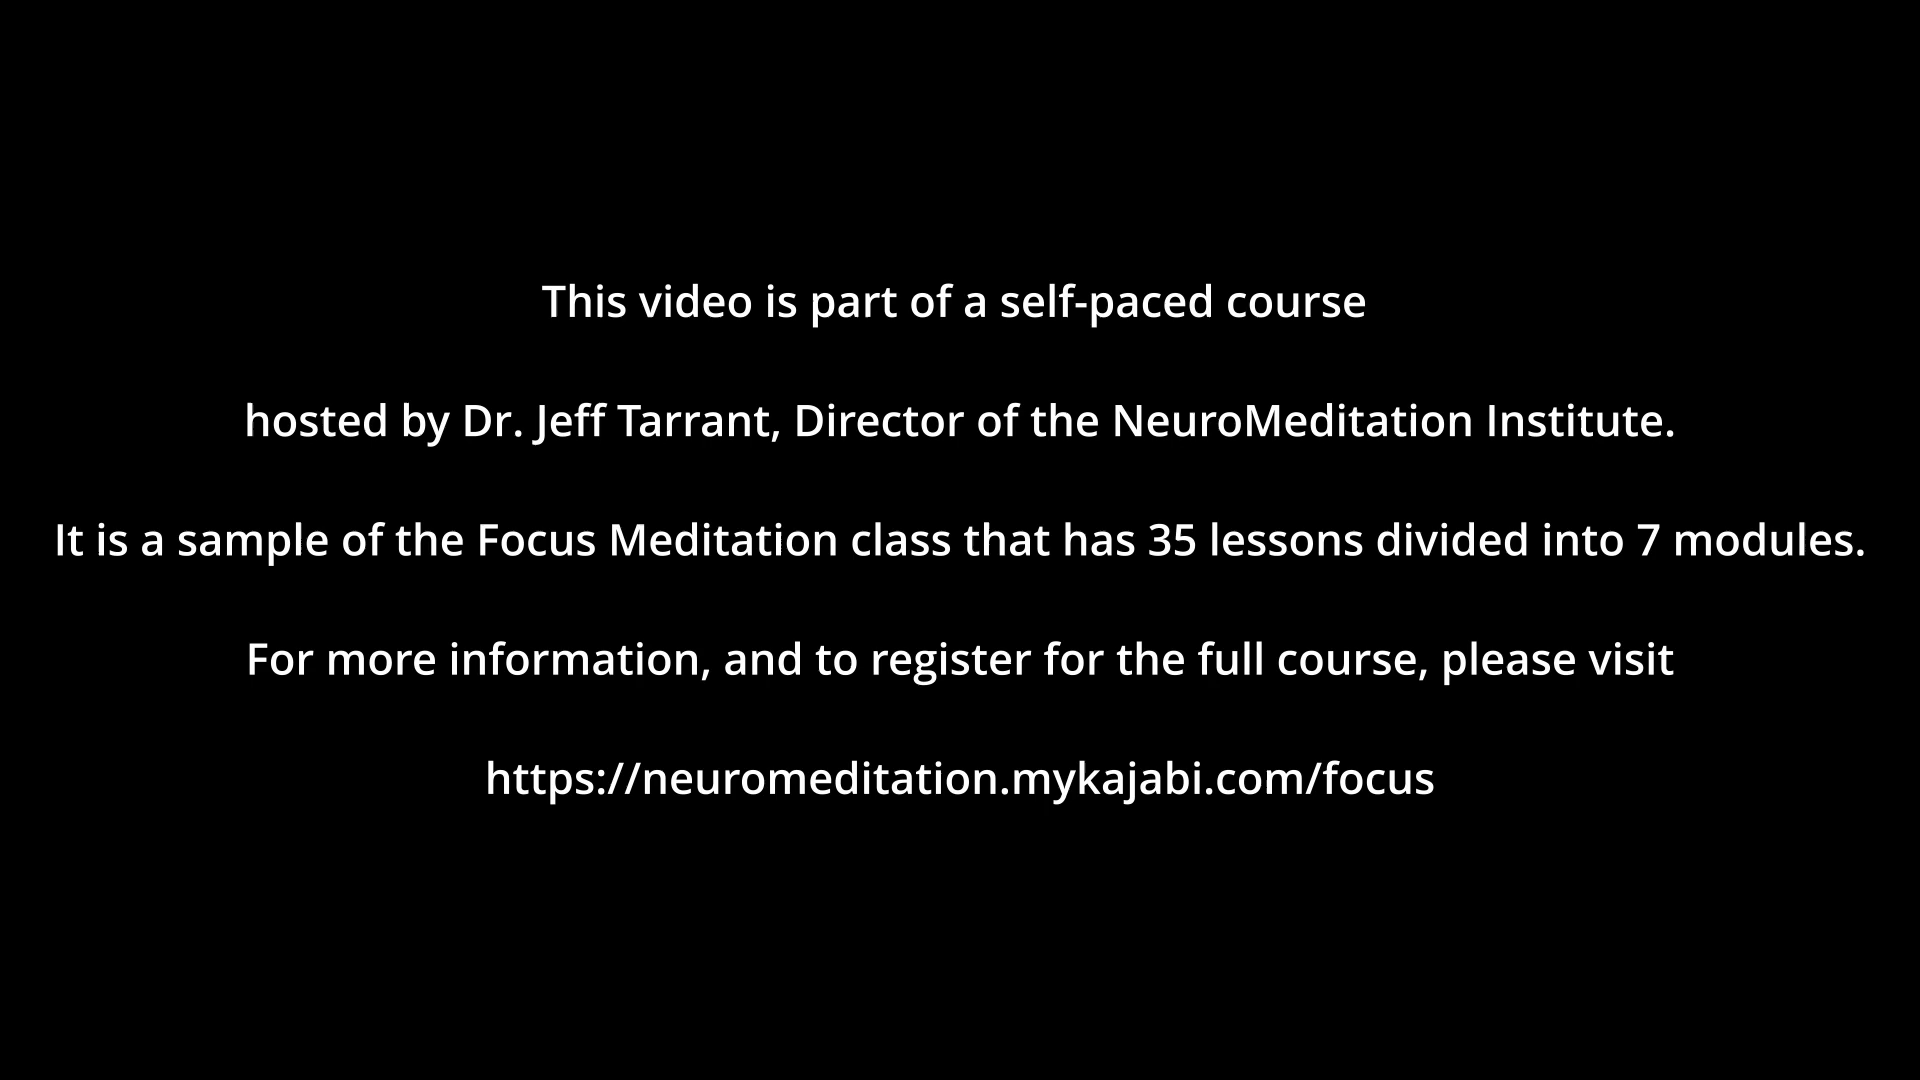 This video is part of a self-paced course
hosted by Dr. Jeff Tarrant, Director of the NeuroMeditation Institute.
It is a sample of the Focus Meditation class that has 35 lessons divided into 7 modules.
For more information, and to register for the full course, please visit
https://neuromeditation.mykajabi.com/focus